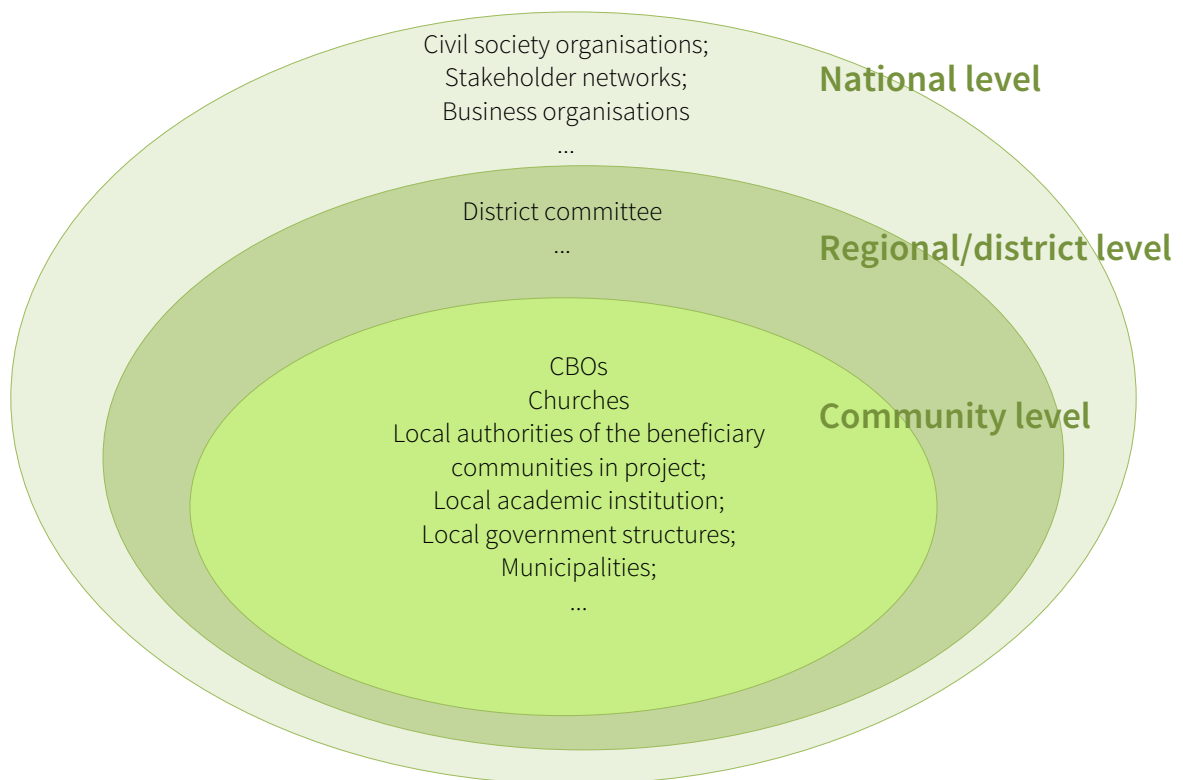 Civil society organisations;
Stakeholder networks;
Business organisations
...
National level
District committee
...
Regional/district level
CBOs
Churches
Local authorities of the beneficiary
communities in project;
Local academic institution;
Local government structures;
Municipalities;
...
Community level